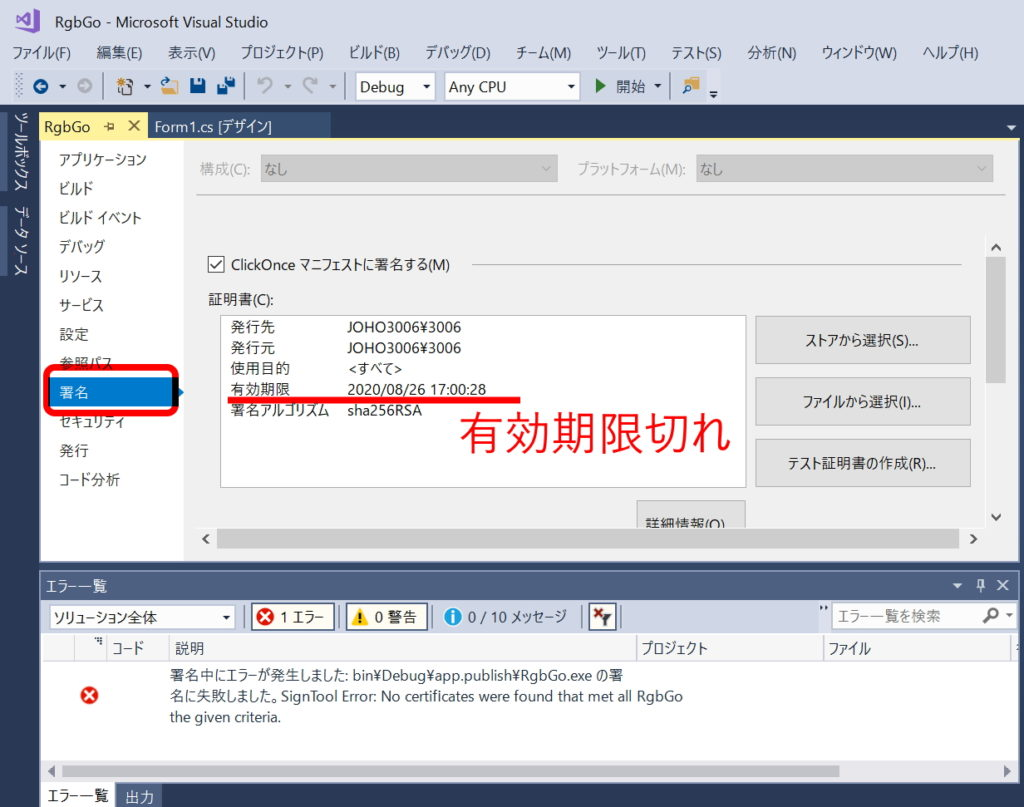 RgbGo - Microsoft Visual Studio
ファイル(F) 編集(E) 表示(V) プロジェクト(P) ビルド(B) デバッグ(D) チーム(M) ツール(T) テスト(S) 分析(N) ウィンドウ(W) ヘルプ(H)
Debug Any CPU 開始
ツールボックス
データ ソース
RgbGo Form1.cs [デザイン]
アプリケーション
ビルド
ビルド イベント
デバッグ
リソース
サービス
設定
参照パス
署名
セキュリティ
発行
コード分析
構成(C): なし プラットフォーム(M): なし
ClickOnce マニフェストに署名する(M)
証明書(C):
発行先 JOHO3006¥3006
発行元 JOHO3006¥3006
使用目的 <すべて>
有効期限 2020/08/26 17:00:28
署名アルゴリズム sha256RSA
有効期限切れ
ストアから選択(S)...
ファイルから選択(I)...
テスト証明書の作成(R)...
詳細情報(O)
エラー一覧
ソリューション全体 1 エラー 0 警告 0 / 10 メッセージ エラー一覧を検索
コード 説明 プロジェクト ファイル
署名中にエラーが発生しました: bin¥Debug¥app.publish¥RgbGo.exe の署
名に失敗しました。SignTool Error: No certificates were found that met all RgbGo
the given criteria.
エラー一覧 出力